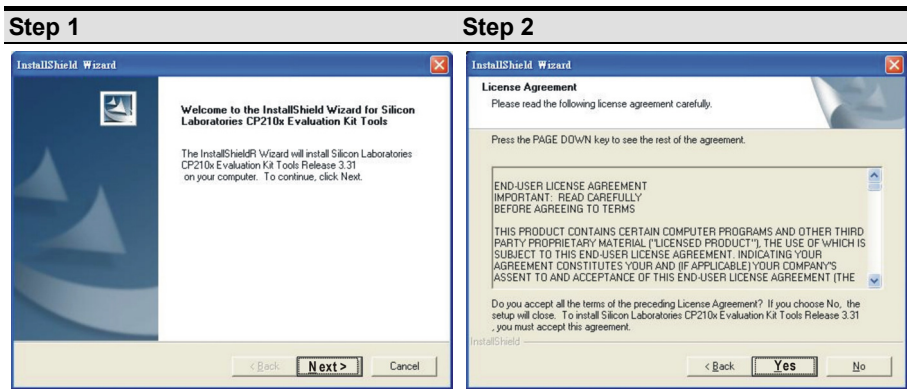 Step 1
InstallShield Wizard
Welcome to the InstallShield Wizard for Silicon
Laboratories CP210x Evaluation Kit Tools
The InstallShieldR Wizard will install Silicon Laboratories
CP210x Evaluation Kit Tools Release 3.31
on your computer. To continue, click Next.
< Back
Next >
Cancel
Step 2
InstallShield Wizard
License Agreement
Please read the following license agreement carefully.
Press the PAGE DOWN key to see the rest of the agreement.
END-USER LICENSE AGREEMENT
IMPORTANT: READ CAREFULLY
BEFORE AGREEING TO TERMS
THIS PRODUCT CONTAINS CERTAIN COMPUTER PROGRAMS AND OTHER THIRD
PARTY PROPRIETARY MATERIAL ("LICENSED PRODUCT"), THE USE OF WHICH IS
SUBJECT TO THIS END-USER LICENSE AGREEMENT. INDICATING YOUR
AGREEMENT CONSTITUTES YOUR AND (IF APPLICABLE) YOUR COMPANY'S
ASSENT TO AND ACCEPTANCE OF THIS END-USER LICENSE AGREEMENT (THE
Do you accept all the terms of the preceding License Agreement? If you choose No, the
setup will close. To install Silicon Laboratories CP210x Evaluation Kit Tools Release 3.31
, you must accept this agreement.
InstallShield
< Back
Yes
No